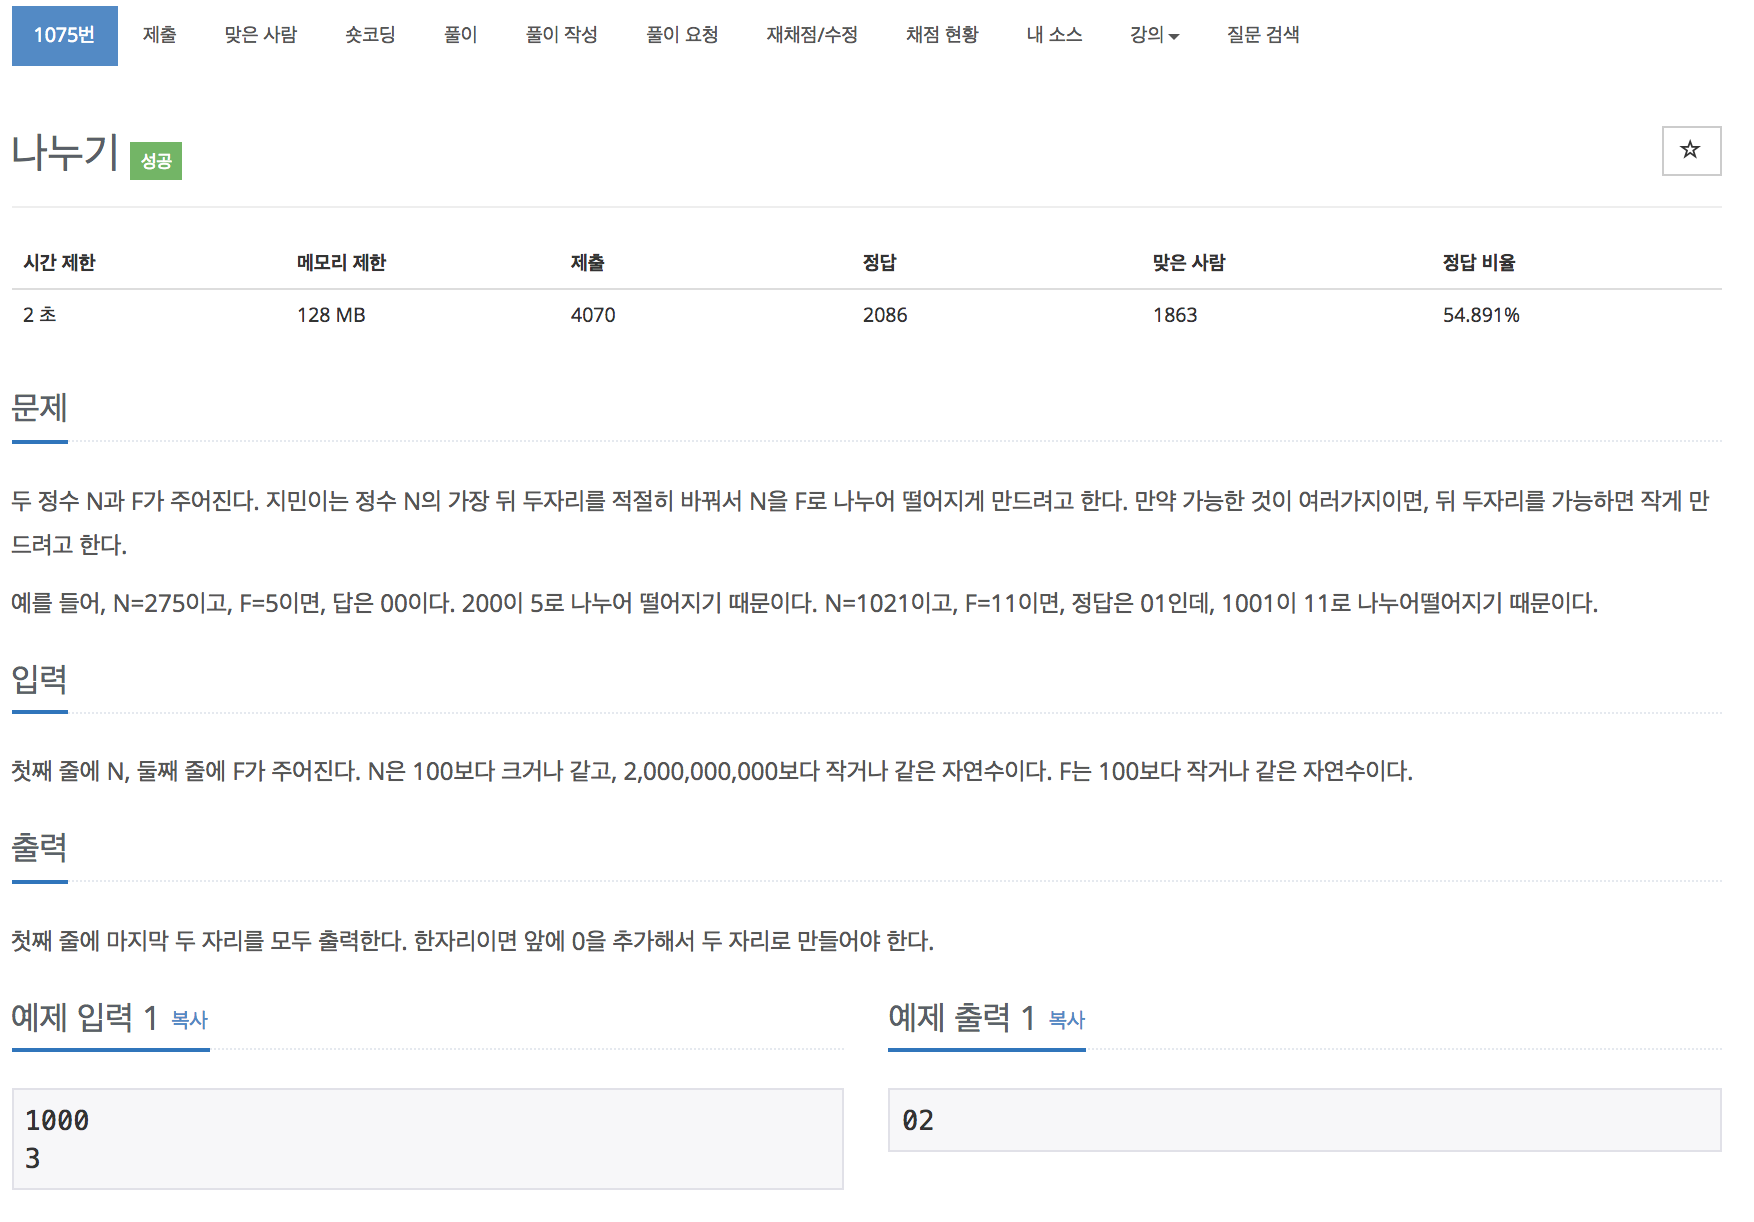 1075번 제출 맞은 사람 숏코딩 풀이 풀이 작성 풀이 요청 재채점/수정 채점 현황 내 소스 강의 질문 검색
나누기 성공
시간 제한 메모리 제한 제출 정답 맞은 사람 정답 비율
2 초 128 MB 4070 2086 1863 54.891%
문제
두 정수 N과 F가 주어진다. 지민이는 정수 N의 가장 뒤 두자리를 적절히 바꿔서 N을 F로 나누어 떨어지게 만드려고 한다. 만약 가능한 것이 여러가지이면, 뒤 두자리를 가능하면 작게 만
드려고 한다.
예를 들어, N=275이고, F=5이면, 답은 00이다. 200이 5로 나누어 떨어지기 때문이다. N=1021이고, F=11이면, 정답은 01인데, 1001이 11로 나누어떨어지기 때문이다.
입력
첫째 줄에 N, 둘째 줄에 F가 주어진다. N은 100보다 크거나 같고, 2,000,000,000보다 작거나 같은 자연수이다. F는 100보다 작거나 같은 자연수이다.
출력
첫째 줄에 마지막 두 자리를 모두 출력한다. 한자리이면 앞에 0을 추가해서 두 자리로 만들어야 한다.
예제 입력 1 복사
1000
3
예제 출력 1 복사
02